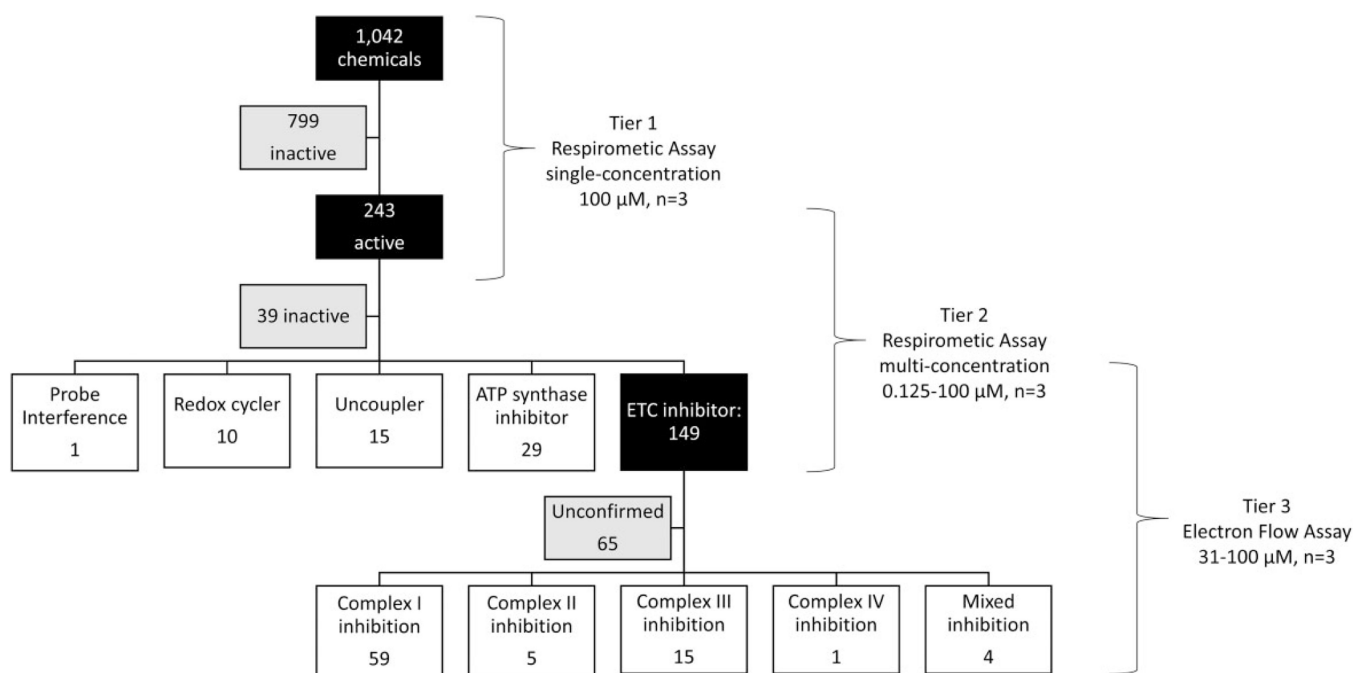 1,042
chemicals
799
inactive
Tier 1
Respirometic Assay
single-concentration
100 µM, n=3
243
active
39 inactive
Tier 2
Respirometic Assay
multi-concentration
0.125-100 µM, n=3
Probe
Interference
1
Redox cycler
10
Uncoupler
15
ATP synthase
inhibitor
29
ETC inhibitor:
149
Unconfirmed
65
Tier 3
Electron Flow Assay
31-100 µM, n=3
Complex I
inhibition
59
Complex II
inhibition
5
Complex III
inhibition
15
Complex IV
inhibition
1
Mixed
inhibition
4